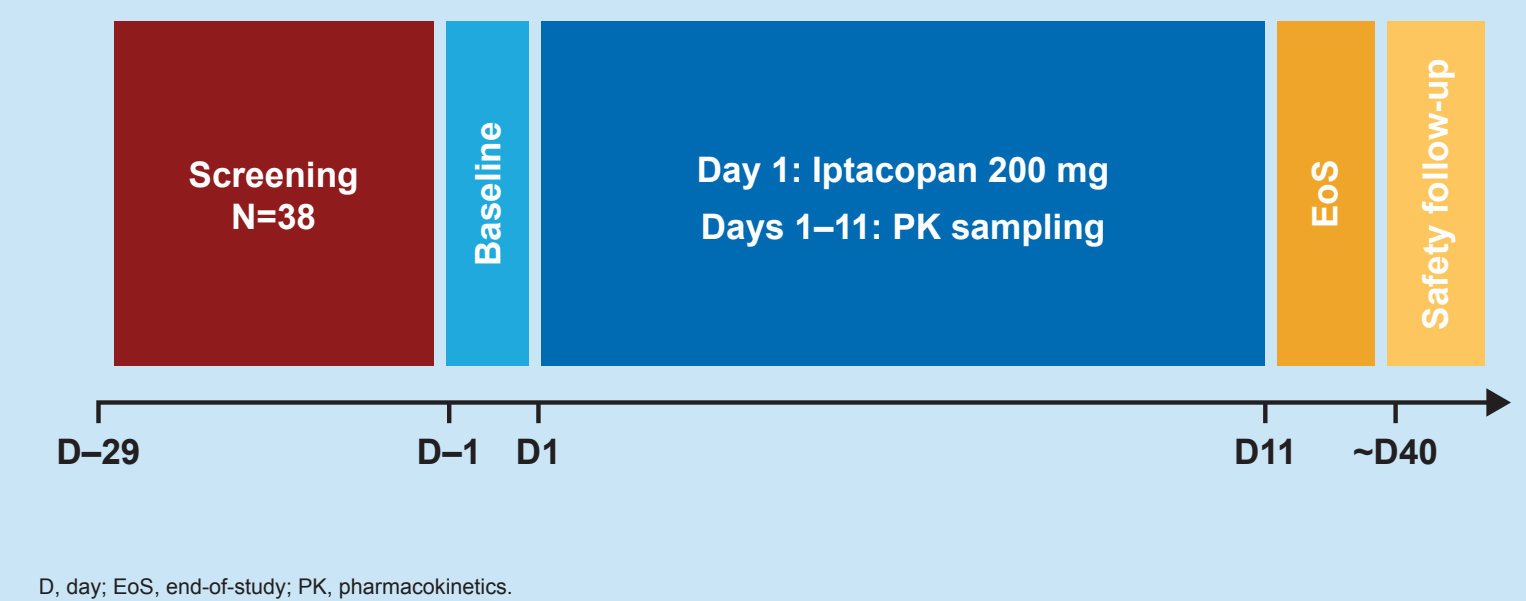 Screening
N=38
Baseline
Day 1: Iptacopan 200 mg
Days 1–11: PK sampling
EoS
Safety follow-up
D–29
D–1
D1
D11
~D40
D, day; EoS, end-of-study; PK, pharmacokinetics.